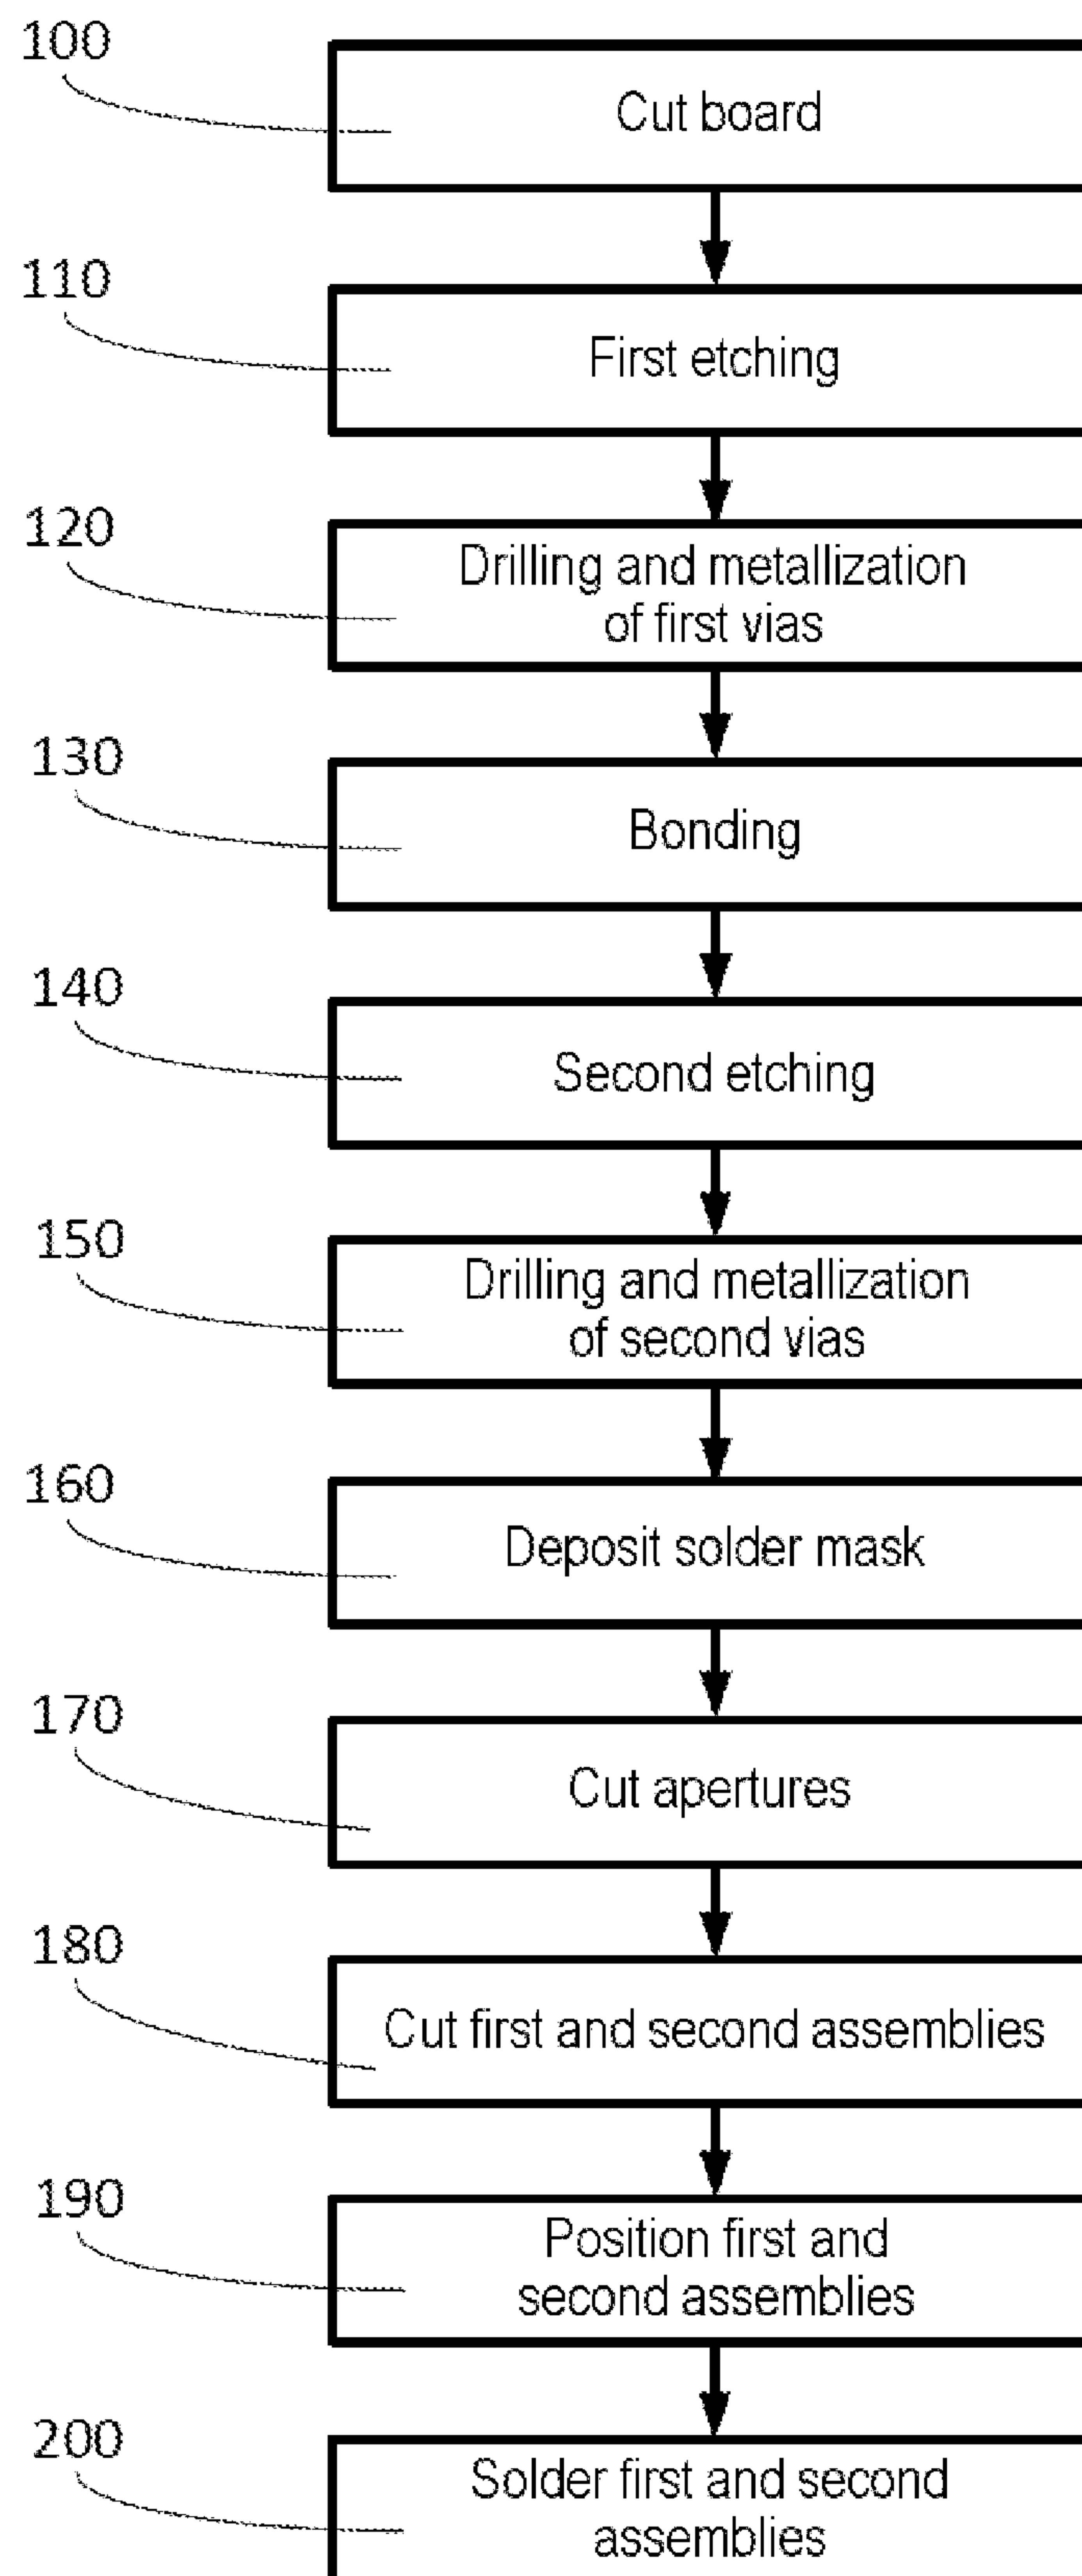 100
Cut board
110
First etching
120
Drilling and metallization
of first vias
130
Bonding
140
Second etching
150
Drilling and metallization
of second vias
160
Deposit solder mask
170
Cut apertures
180
Cut first and second assemblies
190
Position first and
second assemblies
200
Solder first and second
assemblies